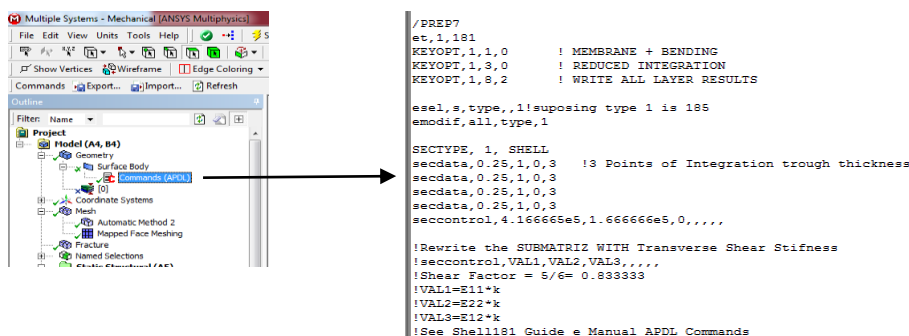 Multiple Systems - Mechanical [ANSYS Multiphysics]
File Edit View Units Tools Help S
Show Vertices Wireframe Edge Coloring
Commands Export... Import... Refresh
Outline
Filter: Name
Project
Model (A4, B4)
Geometry
Surface Body
Commands (APDL)
[0]
Coordinate Systems
Mesh
Automatic Method 2
Mapped Face Meshing
Fracture
Named Selections
Static Structural (A5)
/PREP7
et,1,181
KEYOPT,1,1,0 ! MEMBRANE + BENDING
KEYOPT,1,3,0 ! REDUCED INTEGRATION
KEYOPT,1,8,2 ! WRITE ALL LAYER RESULTS
esel,s,type,,1!suposing type 1 is 185
emodif,all,type,1
SECTYPE, 1, SHELL
secdata,0.25,1,0,3 !3 Points of Integration trough thickness
secdata,0.25,1,0,3
secdata,0.25,1,0,3
secdata,0.25,1,0,3
seccontrol,4.166665e5,1.666666e5,0,,,,,
!Rewrite the SUBMATRIZ WITH Transverse Shear Stifness
!seccontrol,VAL1,VAL2,VAL3,,,,,
!Shear Factor = 5/6= 0.833333
!VAL1=E11*k
!VAL2=E22*k
!VAL3=E12*k
!See Shell181 Guide e Manual APDL Commands